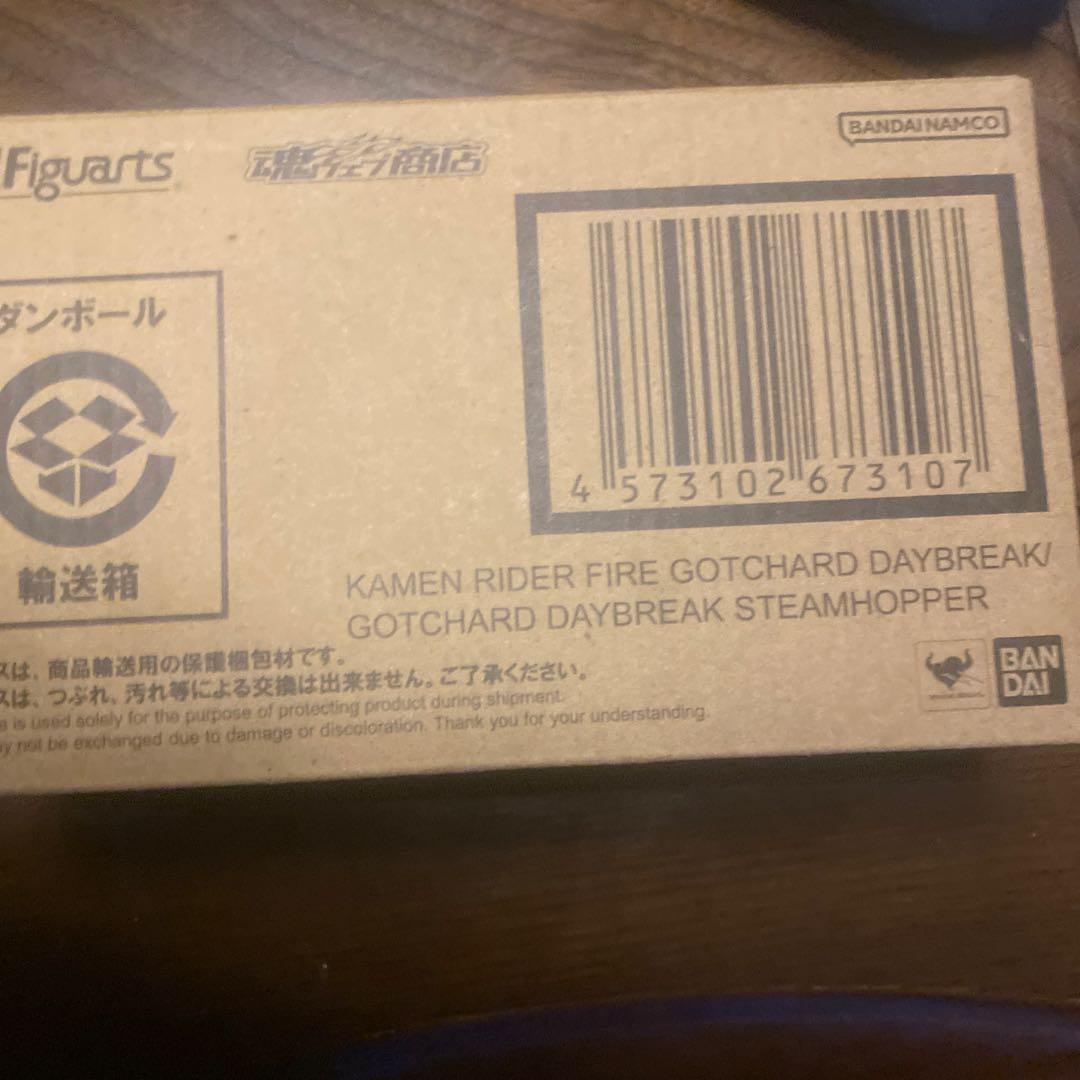 Figuarts
魂ウェブ商店
BANDAI NAMCO
ダンボール
輸送箱
4 573102 673107
KAMEN RIDER FIRE GOTCHARD DAYBREAK/
GOTCHARD DAYBREAK STEAMHOPPER
スは、商品輸送用の保護梱包材です。
スは、つぶれ、汚れ等による交換は出来ません。ご了承ください。
is used solely for the purpose of protecting product during shipment.
not be exchanged due to damage or discoloration. Thank you for your understanding.
BAN
DAI